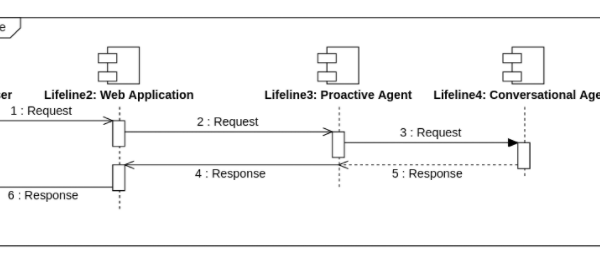 e
ser
Lifeline2: Web Application
Lifeline3: Proactive Agent
Lifeline4: Conversational Age
1 : Request
2 : Request
3 : Request
4 : Response
5 : Response
6 : Response